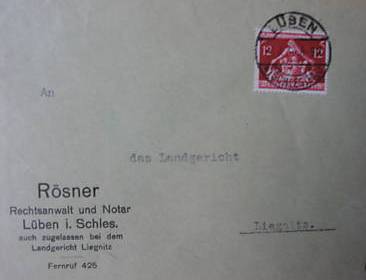 LÜBEN
12 12
An
das Landgericht
Rösner
Rechtsanwalt und Notar
Lüben i. Schles.
auch zugelassen bei dem
Landgericht Liegnitz
Fernruf 425
Liegnitz.